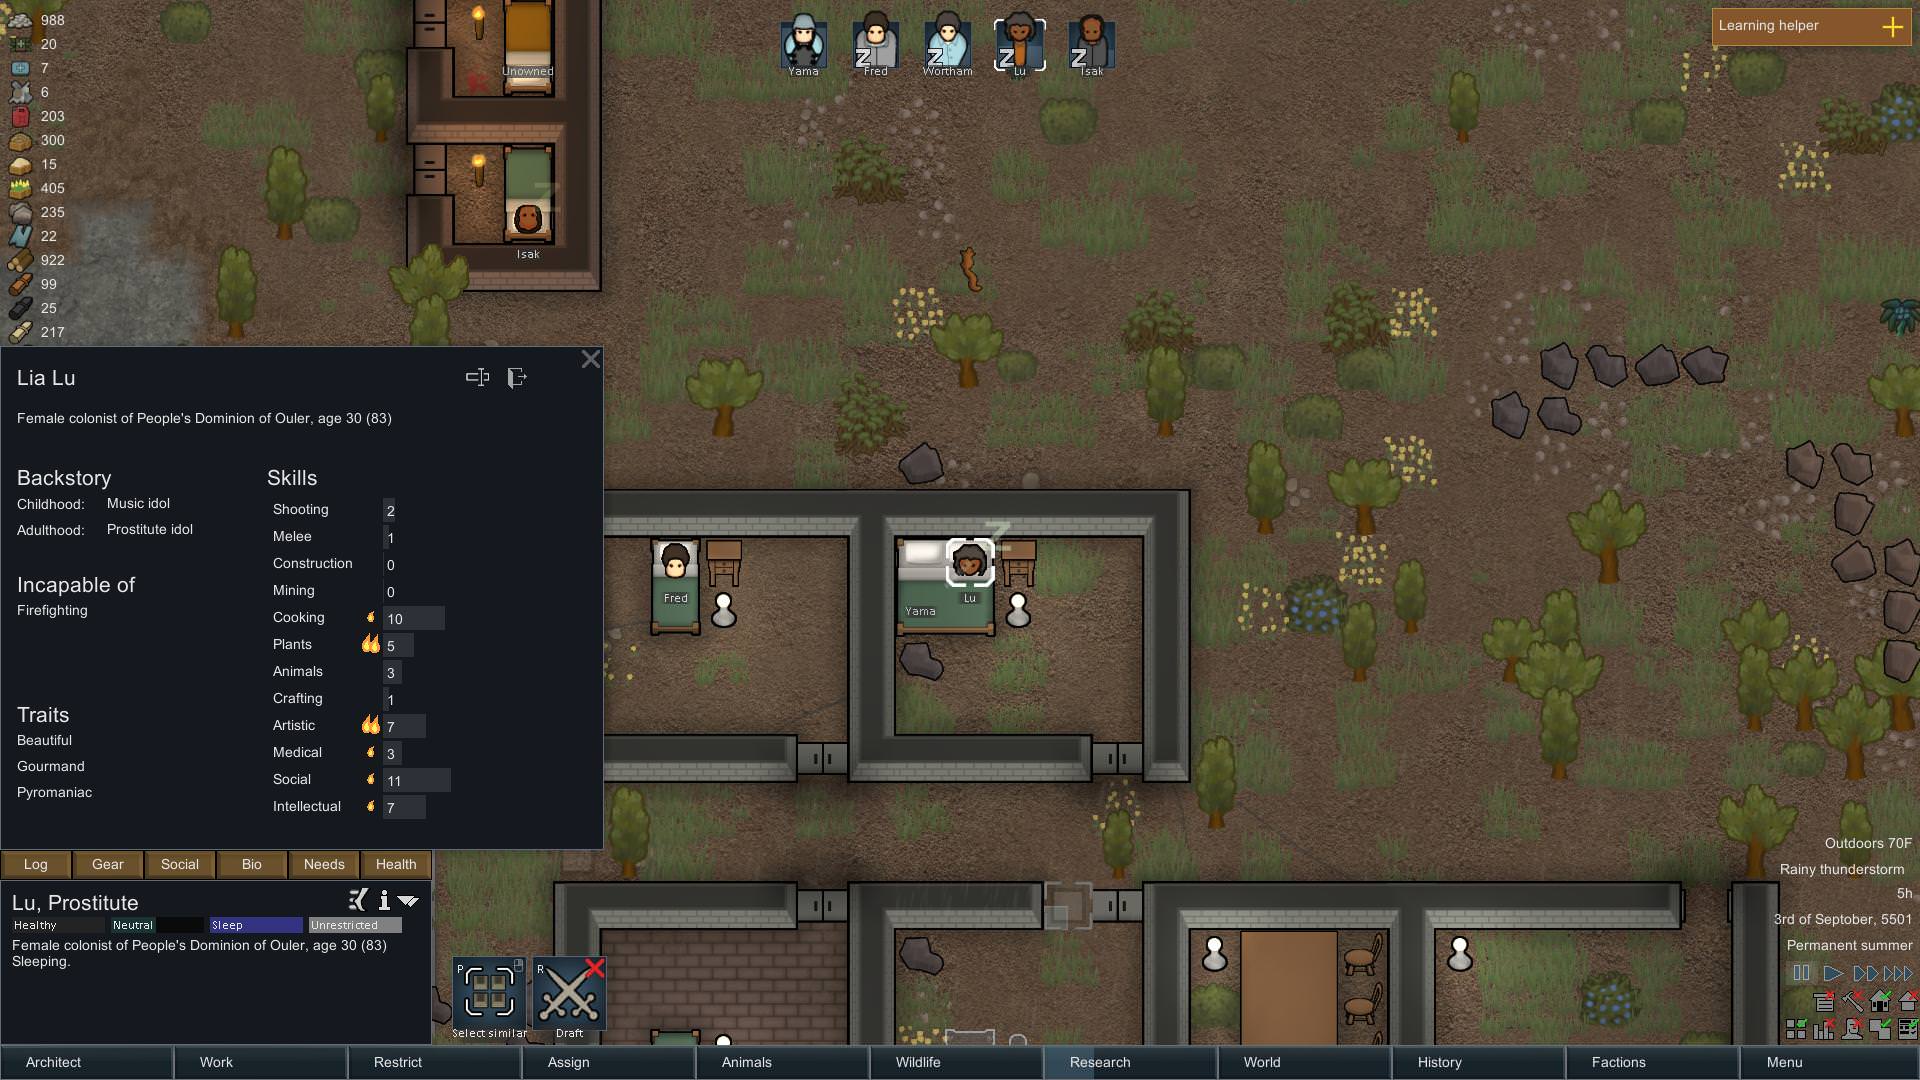 988
20
7
6
203
300
15
405
235
22
922
99
25
217
Unowned
Isak
Yama
Fred
Wortham
Lu
Isak
Learning helper
Lia Lu
Female colonist of People's Dominion of Ouler, age 30 (83)
Backstory
Childhood: Music idol
Adulthood: Prostitute idol
Incapable of
Firefighting
Traits
Beautiful
Gourmand
Pyromaniac
Skills
Shooting 2
Melee 1
Construction 0
Mining 0
Cooking 10
Plants 5
Animals 3
Crafting 1
Artistic 7
Medical 3
Social 11
Intellectual 7
Fred
Lu
Yama
Log Gear Social Bio Needs Health
Lu, Prostitute
Healthy Neutral Sleep Unrestricted
Female colonist of People's Dominion of Ouler, age 30 (83)
Sleeping.
P
Select similar
R
Draft
Outdoors 70F
Rainy thunderstorm
5h
3rd of Septober, 5501
Permanent summer
Architect Work Restrict Assign Animals Wildlife Research World History Factions Menu